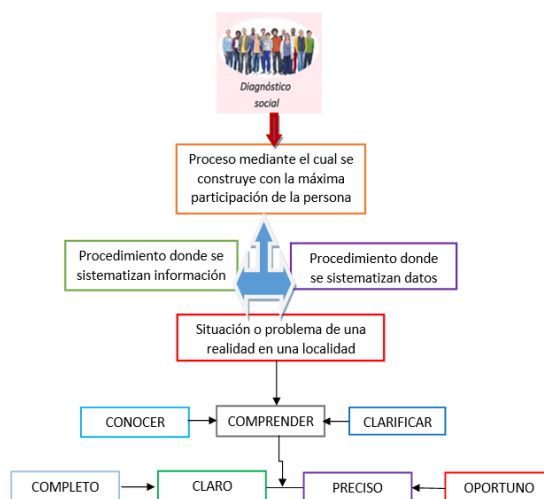 Diagnóstico
social
Proceso mediante el cual se
construye con la máxima
participación de la persona
Procedimiento donde se
sistematizan información
Procedimiento donde
se sistematizan datos
Situación o problema de una
realidad en una localidad
CONOCER
COMPRENDER
CLARIFICAR
COMPLETO
CLARO
PRECISO
OPORTUNO